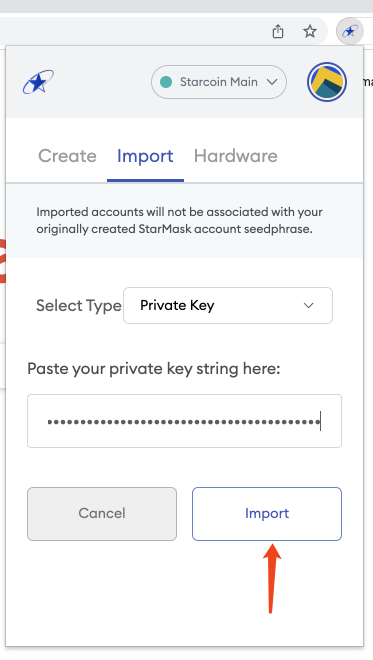 Starcoin Main
Create Import Hardware
Imported accounts will not be associated with your
originally created StarMask account seedphrase.
Select Type Private Key
Paste your private key string here:
Cancel Import